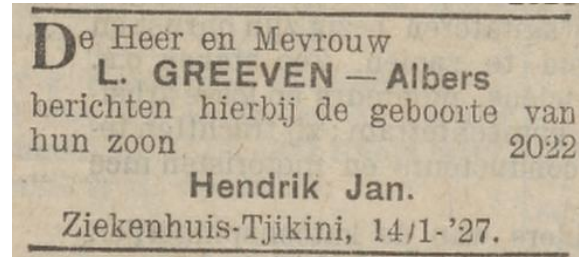 De Heer en Mevrouw
L. GREEVEN — Albers
berichten hierbij de geboorte van
hun zoon 2022
Hendrik Jan.
Ziekenhuis-Tjikini, 14/1-'27.